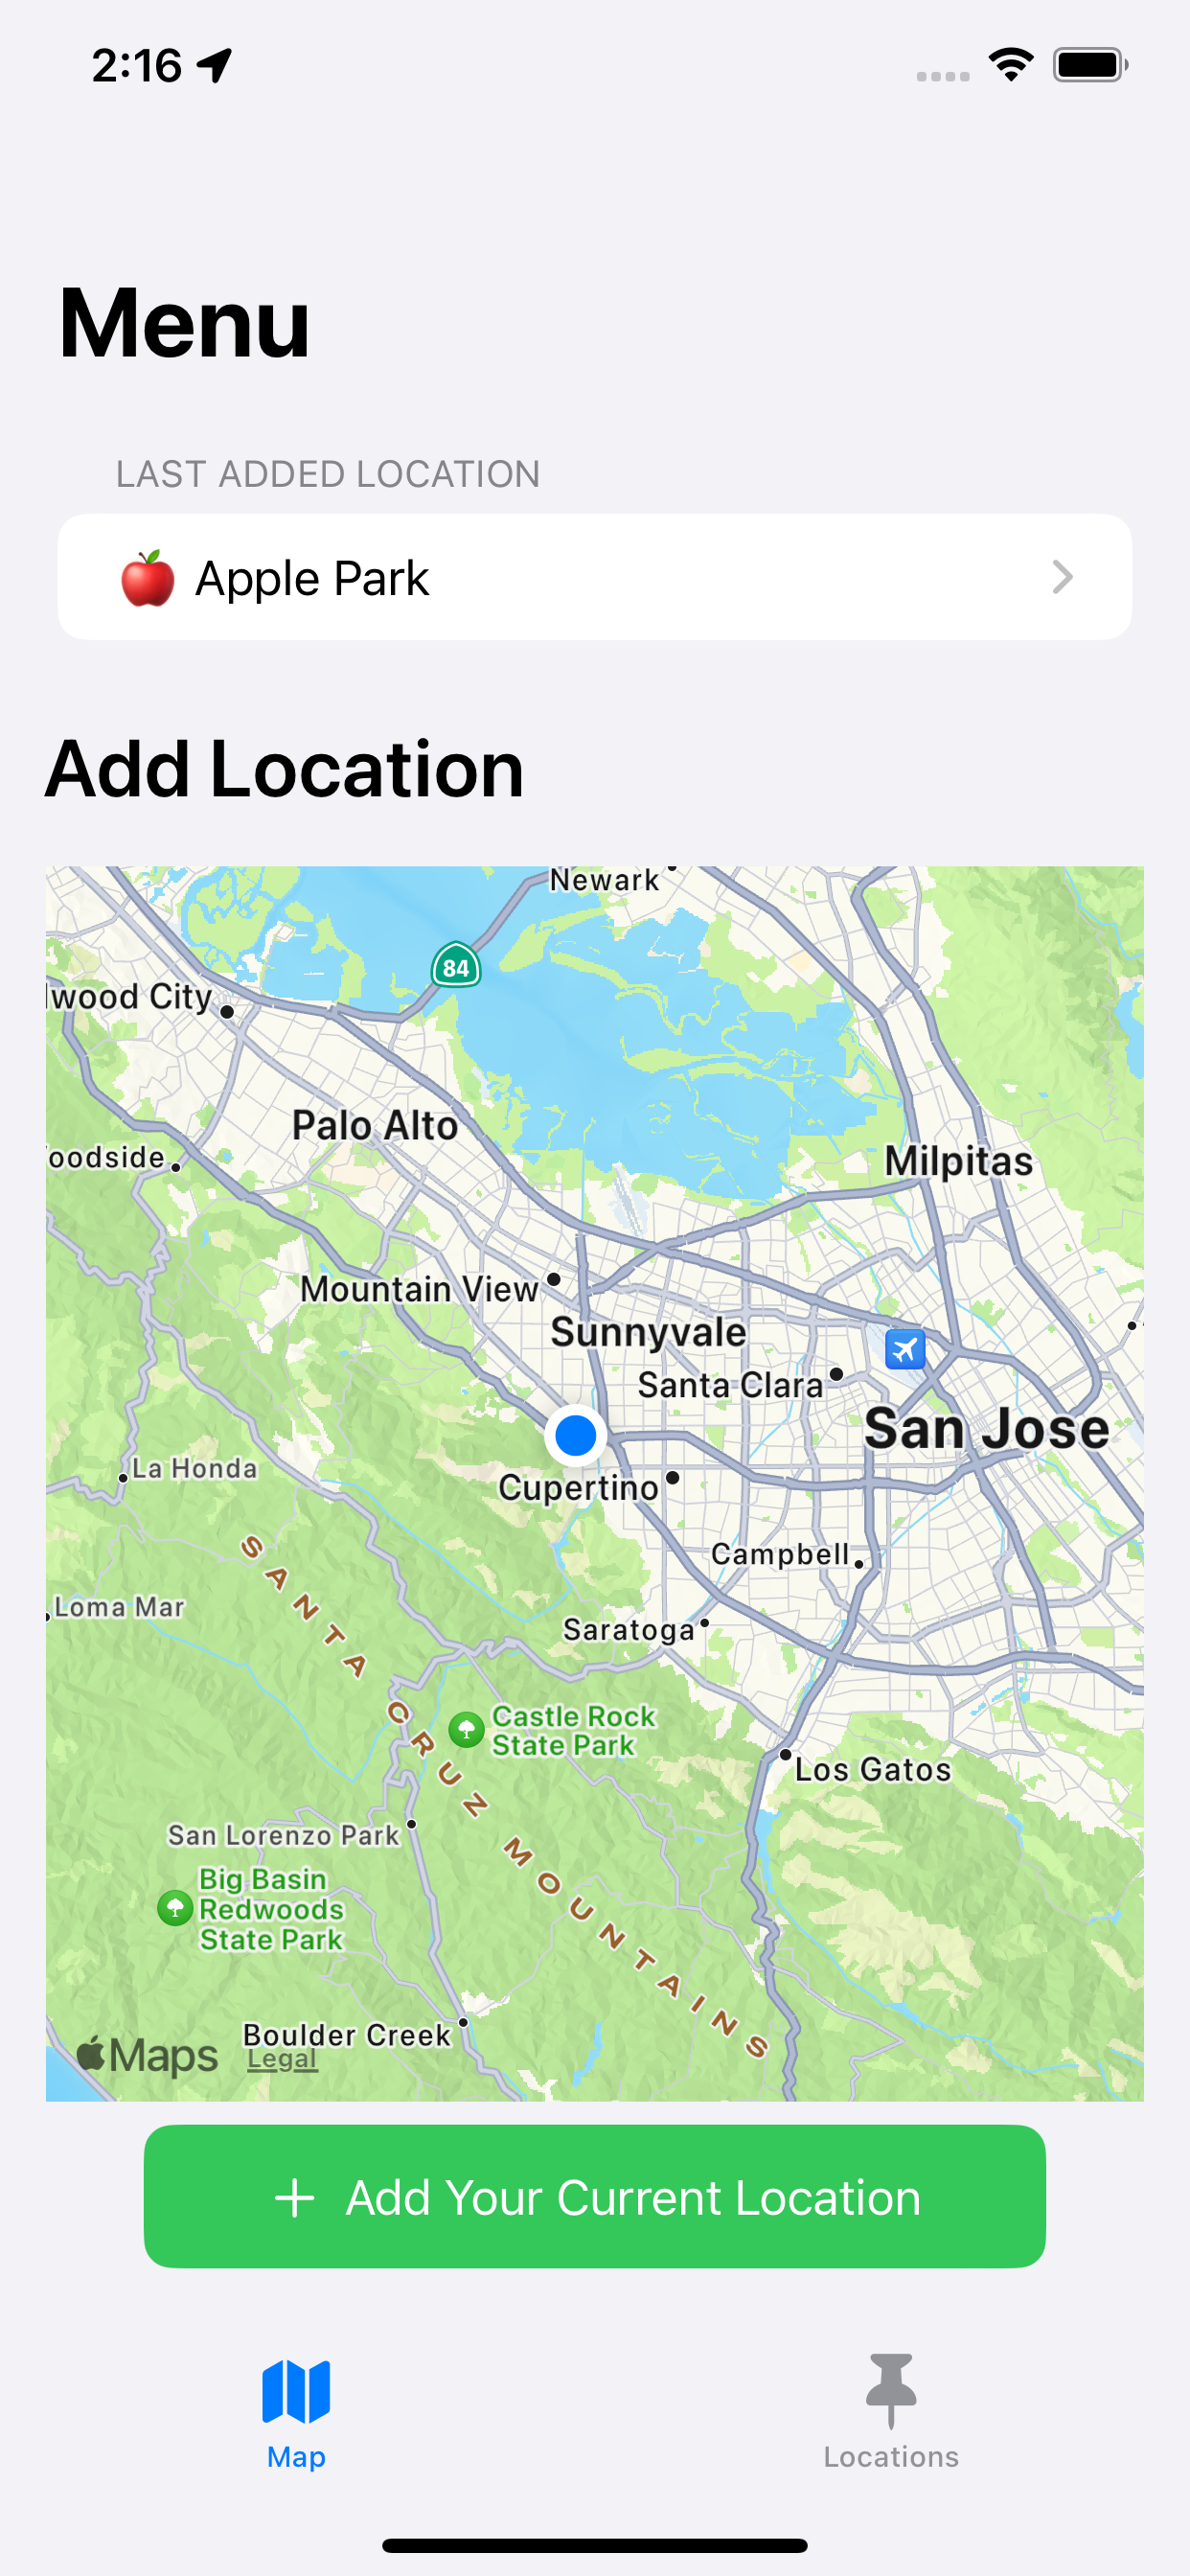 2:16
Menu
LAST ADDED LOCATION
Apple Park
Add Location
Newark
84
lwood City
Palo Alto
oodside
Milpitas
Mountain View
Sunnyvale
Santa Clara
San Jose
La Honda
Cupertino
Campbell
Loma Mar
Saratoga
SANTA CRUZ MOUNTAINS
Castle Rock
State Park
Los Gatos
San Lorenzo Park
Big Basin
Redwoods
State Park
Boulder Creek
Maps
Legal
Add Your Current Location
Map
Locations